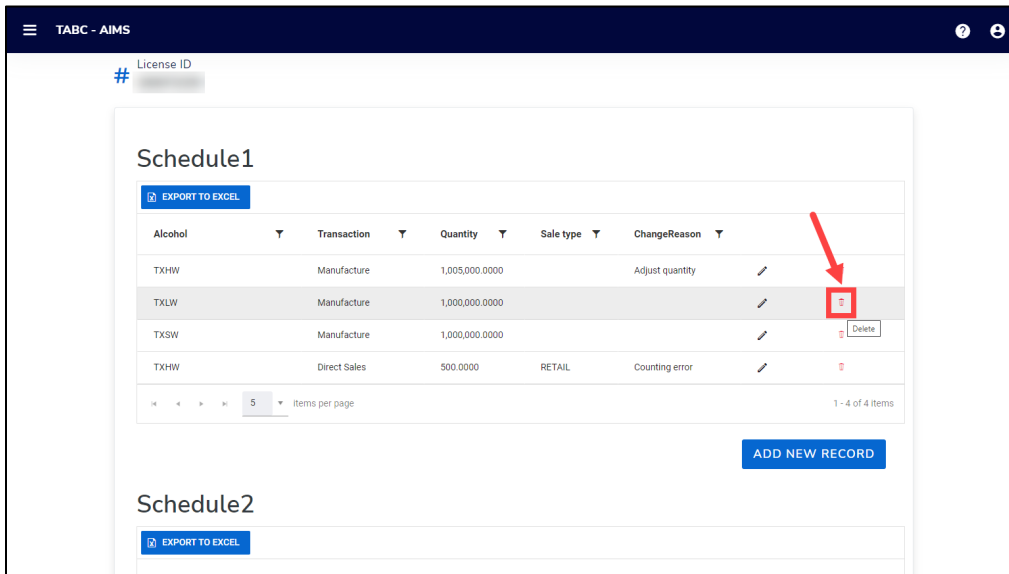 TABC - AIMS
License ID
Schedule1
EXPORT TO EXCEL
Alcohol Transaction Quantity Sale type ChangeReason
TXHW Manufacture 1,005,000.0000 Adjust quantity
TXLW Manufacture 1,000,000.0000
TXSW Manufacture 1,000,000.0000
Delete
TXHW Direct Sales 500.0000 RETAIL Counting error
5 items per page 1 - 4 of 4 items
ADD NEW RECORD
Schedule2
EXPORT TO EXCEL